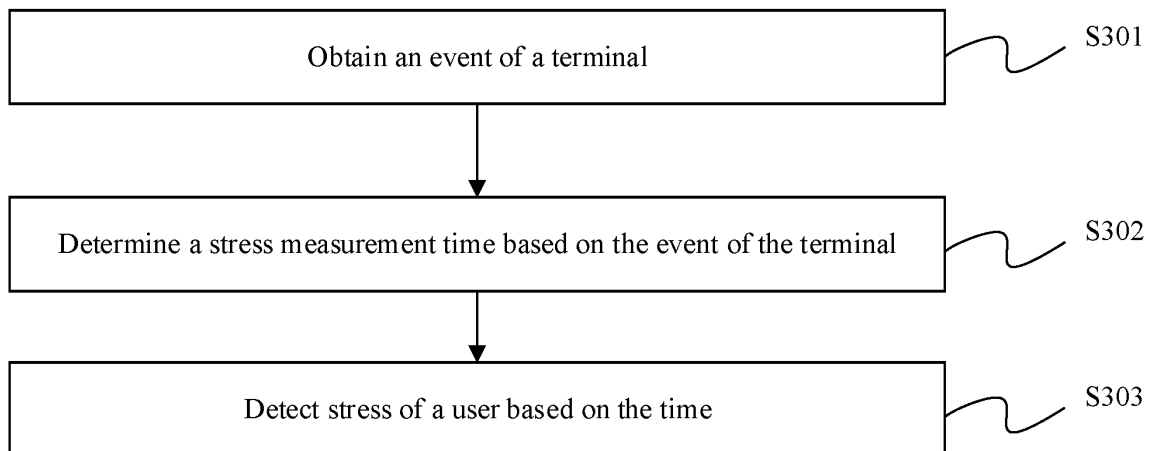 Obtain an event of a terminal
S301
Determine a stress measurement time based on the event of the terminal
S302
Detect stress of a user based on the time
S303